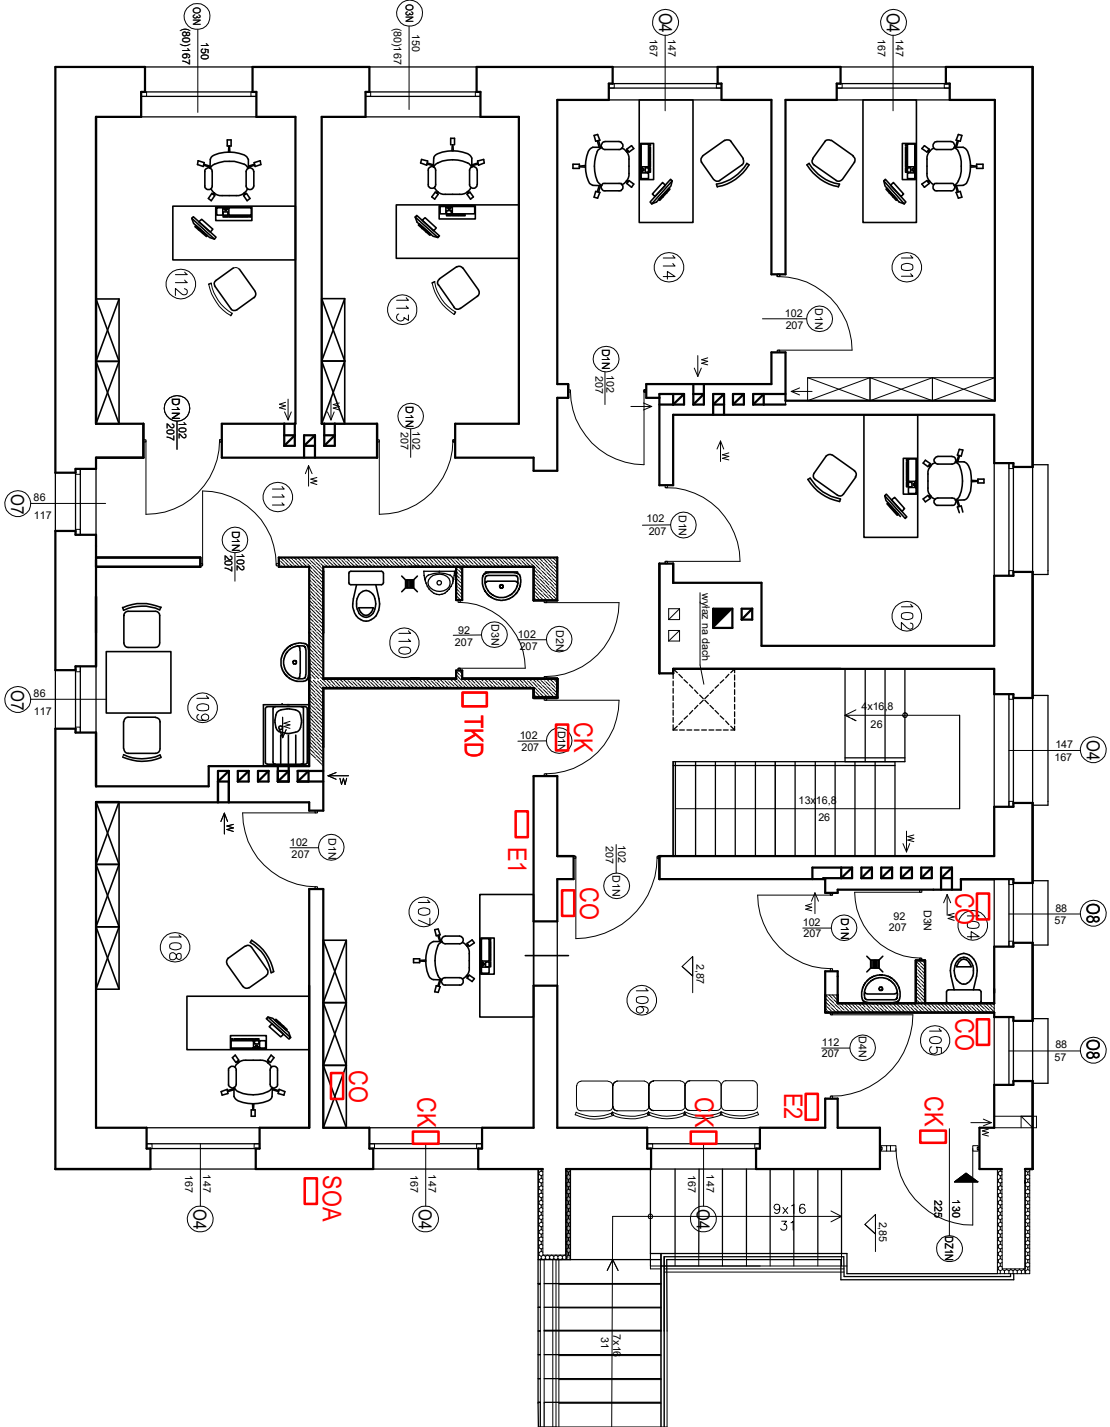 O3N
150
(80)167
O3N
150
(80)167
O4
147
167
O4
147
167
112
113
114
101
102
207
D1N
D1N
102
207
D1N
102
207
D1N
102
207
W
W
W
W
W
111
O7
86
117
D1N
102
207
102
207
D1N
102
wyłaz na dach
110
92
207
D3N
102
207
D2N
109
W
O7
86
117
TKD
CK
102
207
D1N
4x16,8
26
147
167
O4
13x16,8
26
W
W
W
E1
102
207
D1N
102
207
D1N
CO
107
108
106
2,87
W
102
207
D1N
92
207
D3N
W
CO
104
88
57
O8
CO
105
88
57
O8
112
207
D4N
CO
CK
CK
E2
CK
W
SOA
147
167
O4
147
167
O4
147
167
O4
9x16
31
2,85
130
225
DZ1N
7x16
31